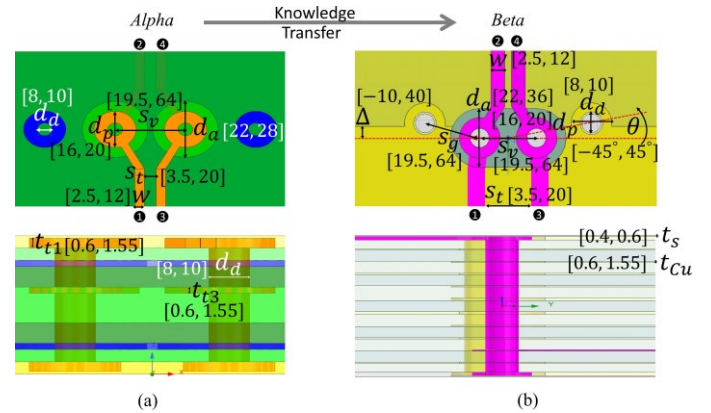 Alpha Knowledge Transfer Beta
❷ ❹
[8, 10]
d_d
[19.5, 64]
s_v
d_p
d_a
[22, 28]
[16, 20]
s_t
[3.5, 20]
[2.5, 12]
w
❶ ❸
t_t1 [0.6, 1.55]
[8, 10] d_d
t_t3
[0.6, 1.55]
(a)
❷ ❹
w [2.5, 12]
[-10, 40]
[8, 10]
d_d
Δ
d_a [22, 36]
[16, 20]
d_p
θ
s_g
s_v
[-45°, 45°]
[19.5, 64]
[19.5, 64]
s_t [3.5, 20]
❶ ❸
[0.4, 0.6] t_s
[0.6, 1.55] t_Cu
Y
(b)